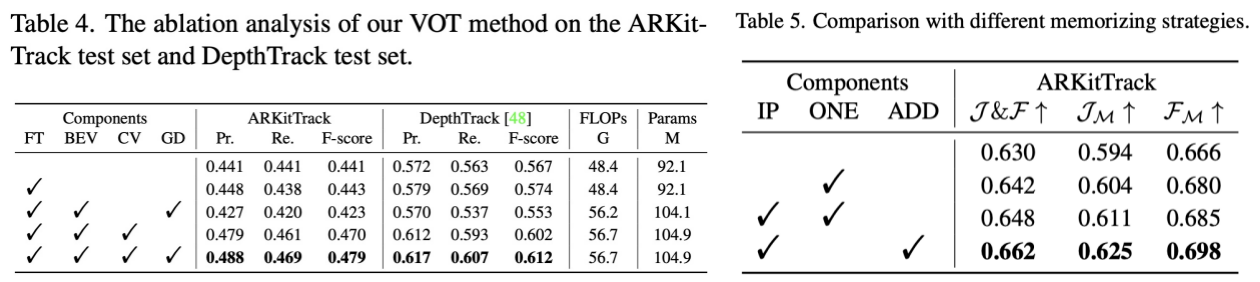 Table 4. The ablation analysis of our VOT method on the ARKit-
Track test set and DepthTrack test set.
Components ARKitTrack DepthTrack [48] FLOPs Params
FT BEV CV GD Pr. Re. F-score Pr. Re. F-score G M
0.441 0.441 0.441 0.572 0.563 0.567 48.4 92.1
✓ 0.448 0.438 0.443 0.579 0.569 0.574 48.4 92.1
✓ ✓ ✓ 0.427 0.420 0.423 0.570 0.537 0.553 56.2 104.1
✓ ✓ ✓ 0.479 0.461 0.470 0.612 0.593 0.602 56.7 104.9
✓ ✓ ✓ ✓ 0.488 0.469 0.479 0.617 0.607 0.612 56.7 104.9
Table 5. Comparison with different memorizing strategies.
Components ARKitTrack
IP ONE ADD J&F ↑ J_M ↑ F_M ↑
0.630 0.594 0.666
✓ 0.642 0.604 0.680
✓ ✓ 0.648 0.611 0.685
✓ ✓ 0.662 0.625 0.698